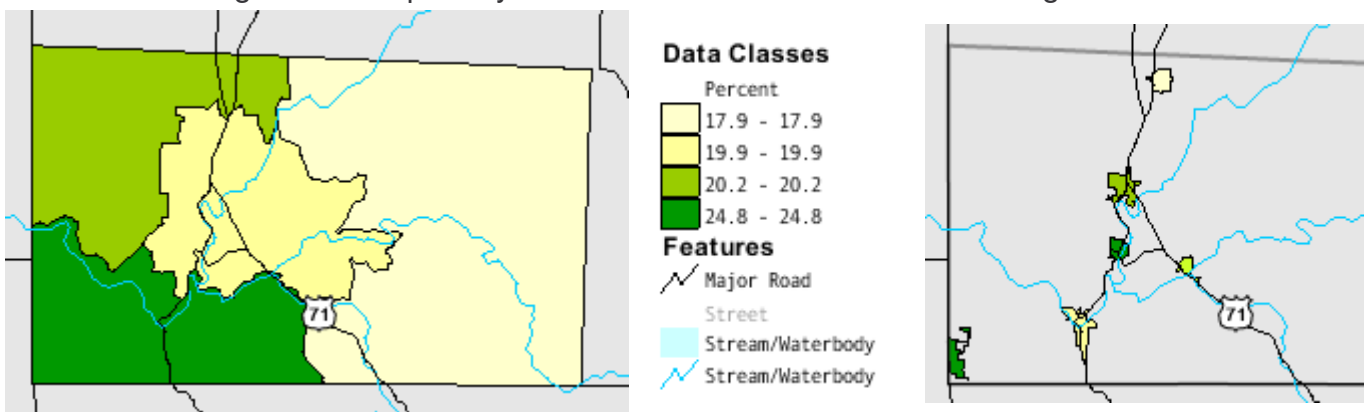 Data Classes
Percent
17.9 - 17.9
19.9 - 19.9
20.2 - 20.2
24.8 - 24.8
Features
Major Road
Street
Stream/Waterbody
Stream/Waterbody
71
71